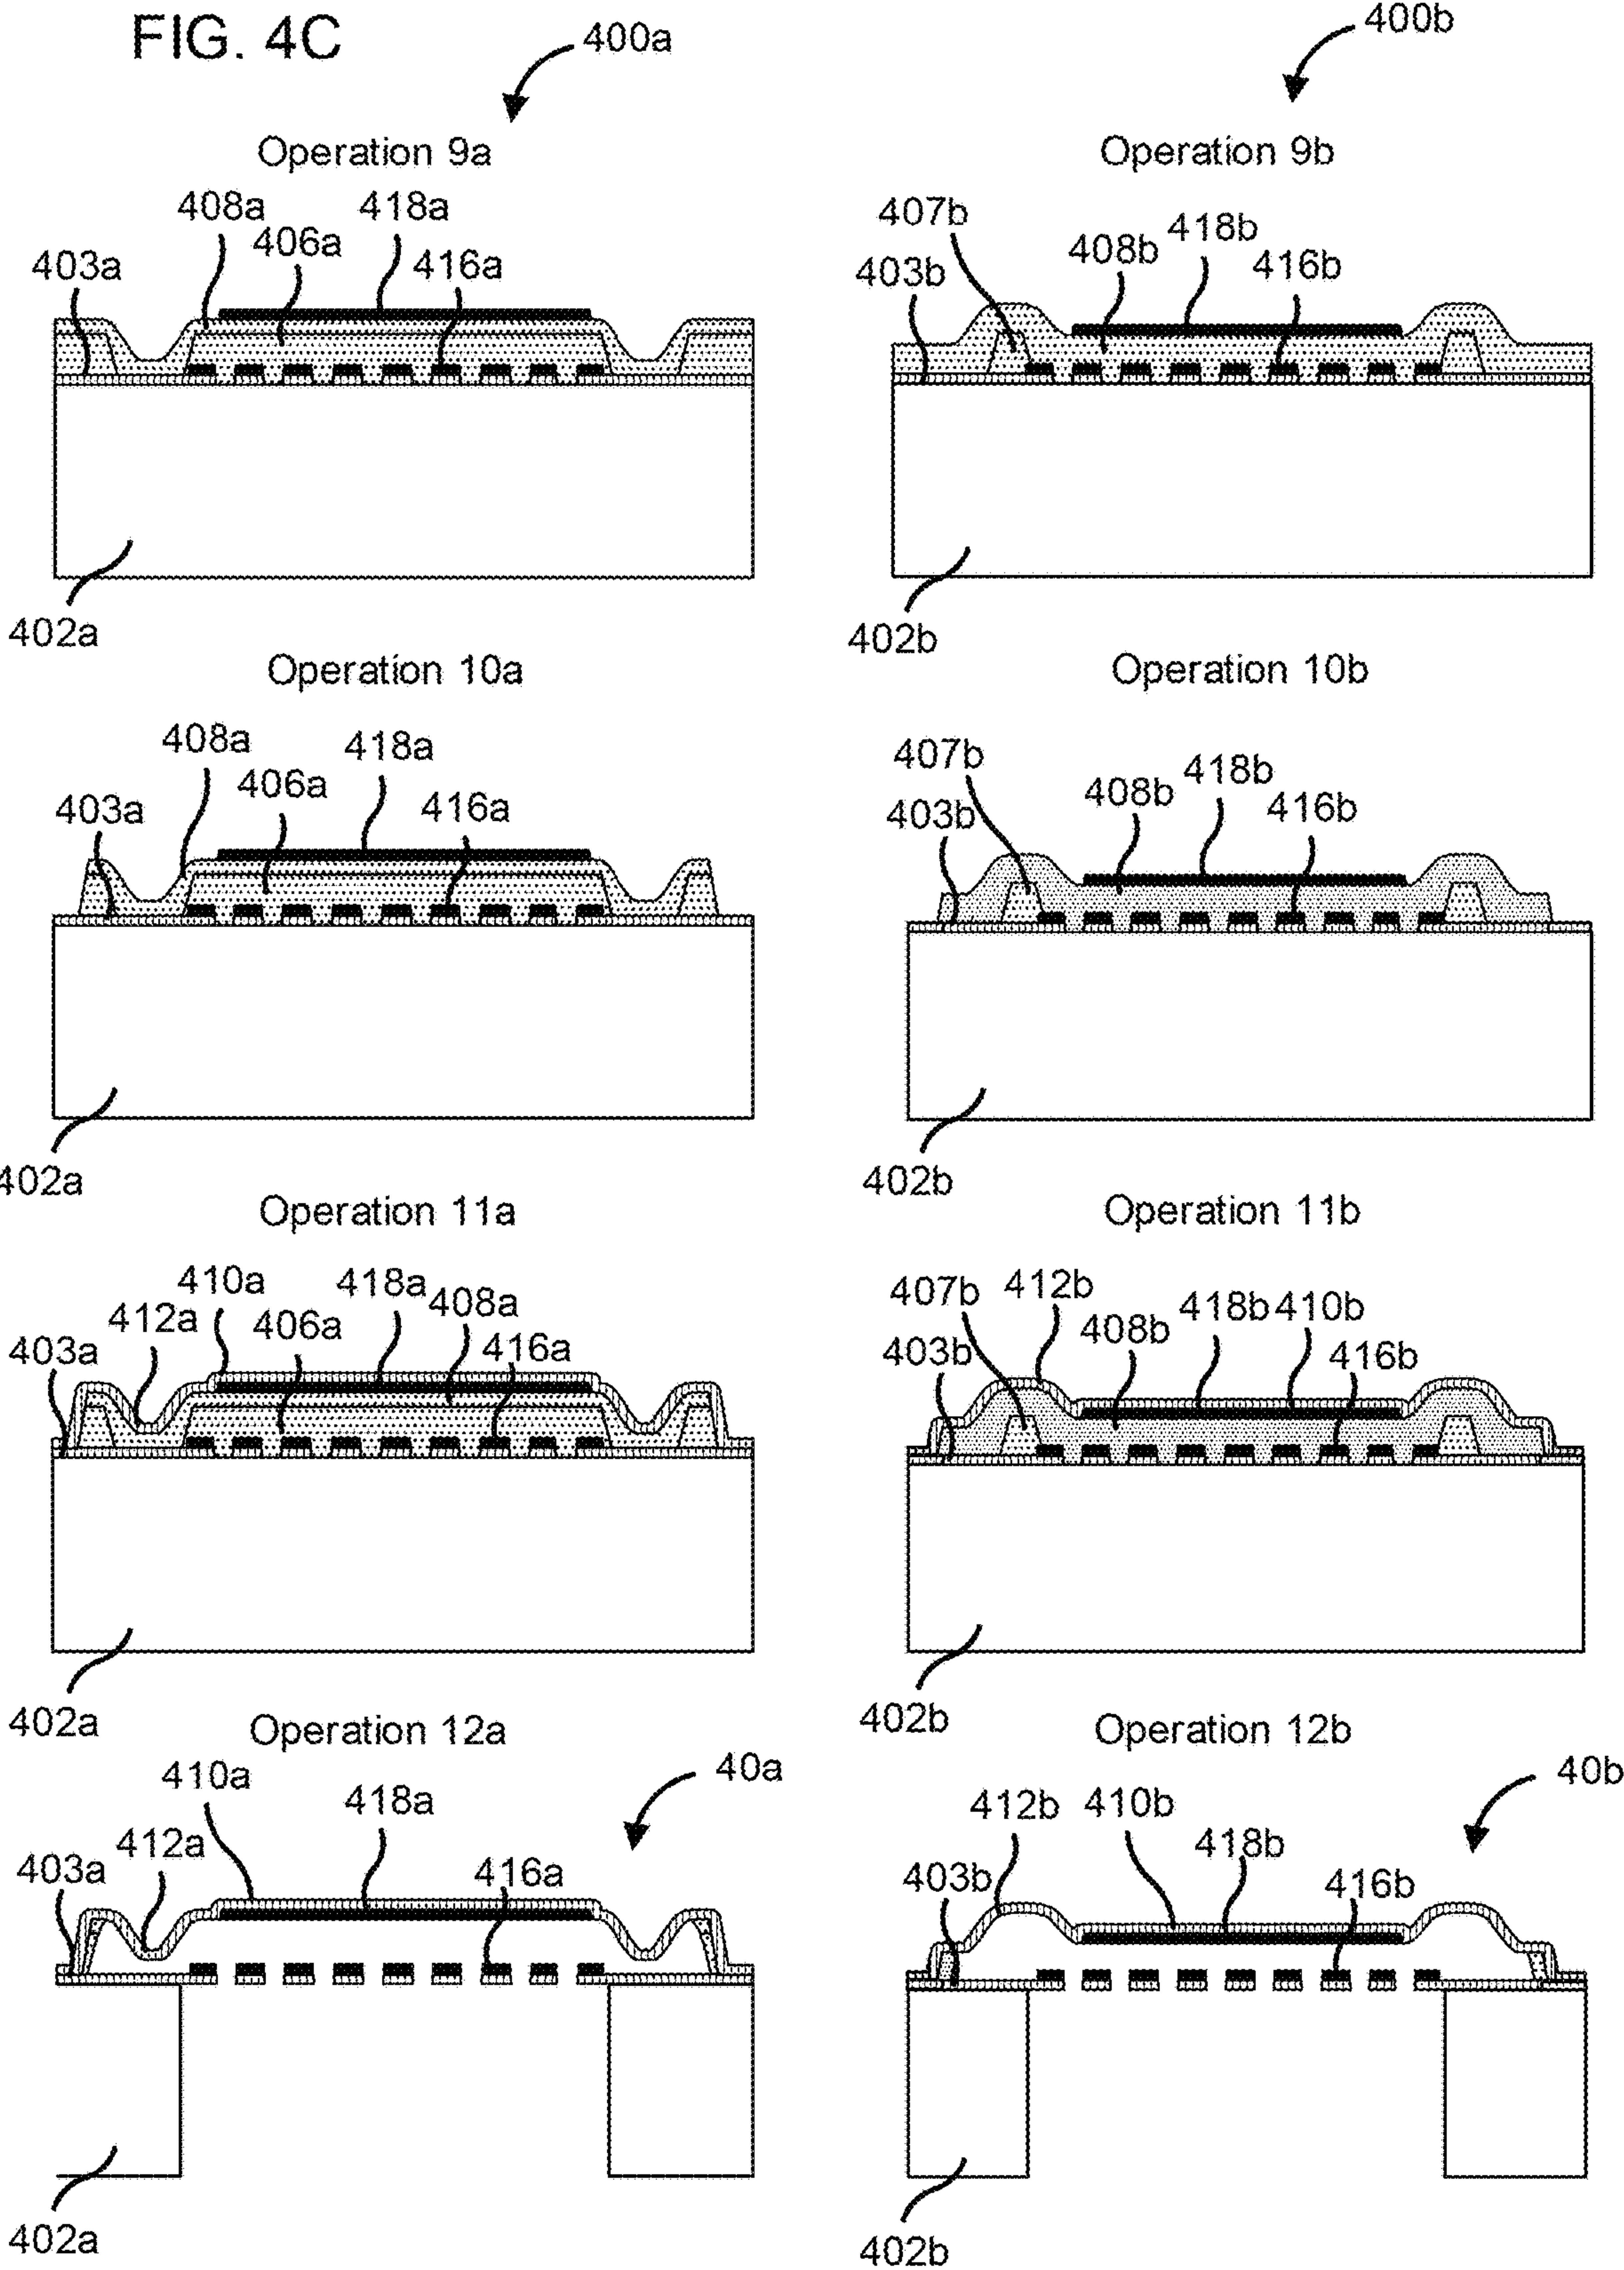 FIG. 4C
400a
400b
Operation 9a
408a
418a
406a
403a
416a
402a
Operation 9b
407b
418b
408b
403b
416b
402b
Operation 10a
408a
418a
406a
403a
416a
402a
Operation 10b
407b
418b
408b
403b
416b
402b
Operation 11a
410a
418a
408a
412a
406a
403a
416a
402a
Operation 11b
407b
412b
418b
410b
408b
403b
416b
402b
Operation 12a
40a
410a
418a
412a
403a
416a
402a
Operation 12b
40b
412b
410b
418b
403b
416b
402b